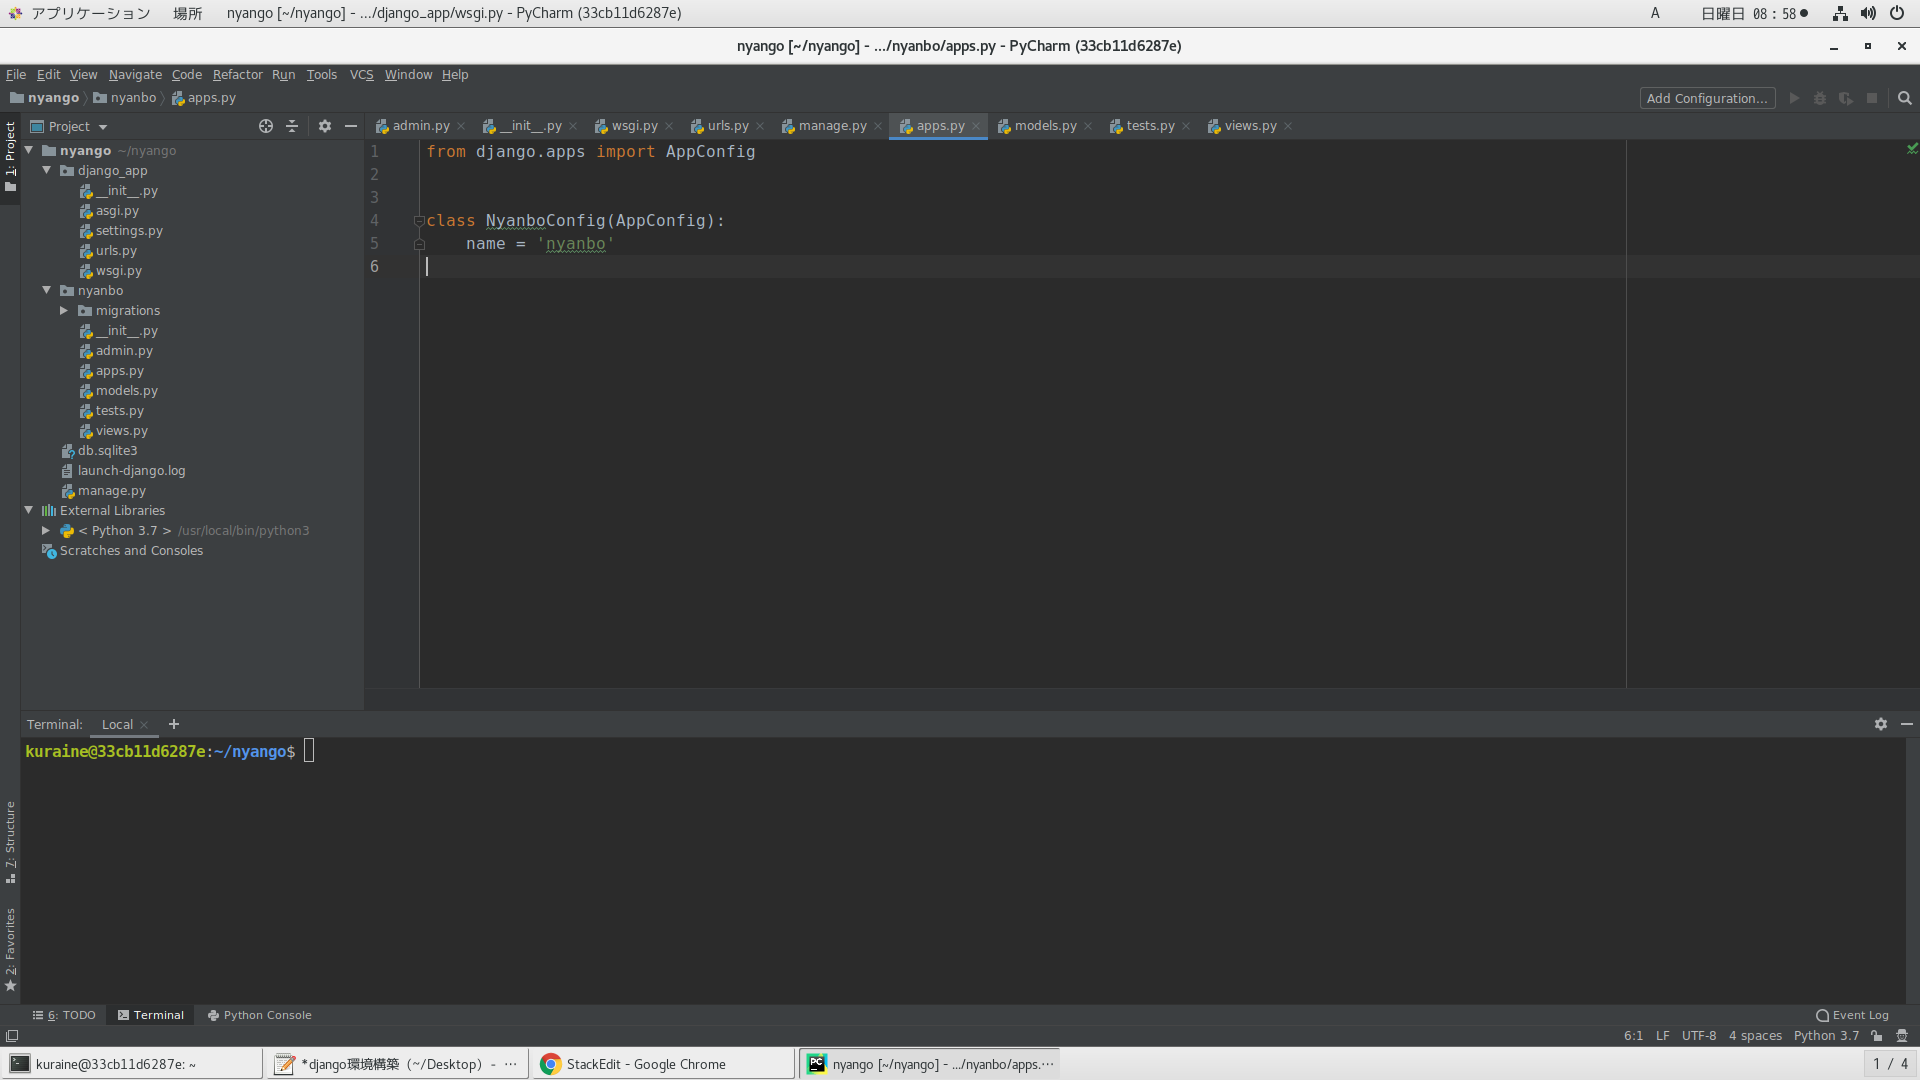 アプリケーション 場所 nyango [~/nyango] - .../django_app/wsgi.py - PyCharm (33cb11d6287e) A 日曜日 08：58●
nyango [~/nyango] - .../nyanbo/apps.py - PyCharm (33cb11d6287e)
File Edit View Navigate Code Refactor Run Tools VCS Window Help
nyango nyanbo apps.py Add Configuration...
1: Project
Project
nyango ~/nyango
django_app
__init__.py
asgi.py
settings.py
urls.py
wsgi.py
nyanbo
migrations
__init__.py
admin.py
apps.py
models.py
tests.py
views.py
db.sqlite3
launch-django.log
manage.py
External Libraries
< Python 3.7 > /usr/local/bin/python3
Scratches and Consoles
admin.py __init__.py wsgi.py urls.py manage.py apps.py models.py tests.py views.py
1 from django.apps import AppConfig
2
3
4 class NyanboConfig(AppConfig):
5 name = 'nyanbo'
6
Terminal: Local +
kuraine@33cb11d6287e:~/nyango$
7: Structure
2: Favorites
6: TODO Terminal Python Console Event Log
6:1 LF UTF-8 4 spaces Python 3.7
kuraine@33cb11d6287e: ~ *django環境構築（~/Desktop） - … StackEdit - Google Chrome PC nyango [~/nyango] - .../nyanbo/apps.… 1 / 4